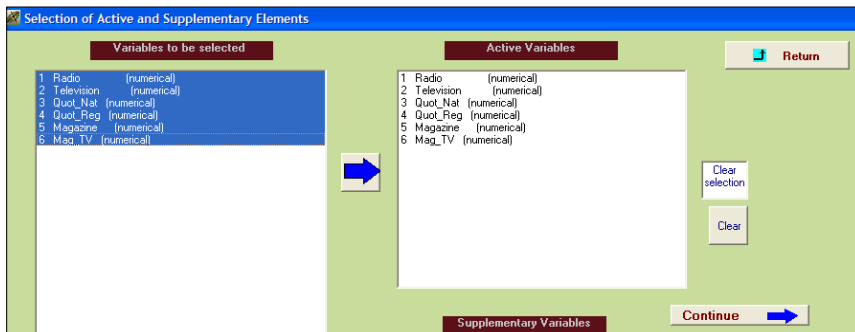 Selection of Active and Supplementary Elements
Variables to be selected
Active Variables
Return
1 Radio (numerical)
2 Television (numerical)
3 Quot_Nat (numerical)
4 Quot_Reg (numerical)
5 Magazine (numerical)
6 Mag_TV (numerical)
1 Radio (numerical)
2 Television (numerical)
3 Quot_Nat (numerical)
4 Quot_Reg (numerical)
5 Magazine (numerical)
6 Mag_TV (numerical)
Clear
selection
Clear
Continue
Supplementary Variables